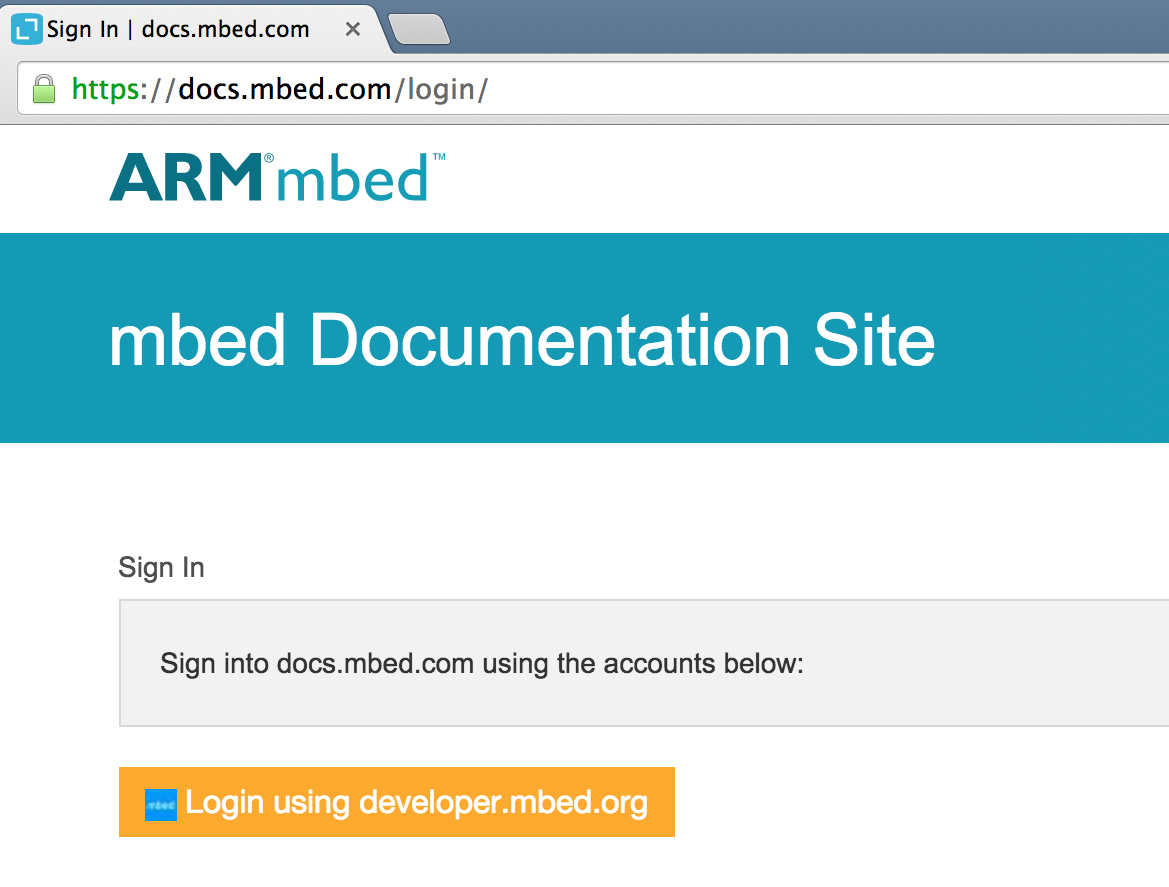 Sign In | docs.mbed.com
https://docs.mbed.com/login/
ARM® mbed™
mbed Documentation Site
Sign In
Sign into docs.mbed.com using the accounts below:
mbed Login using developer.mbed.org